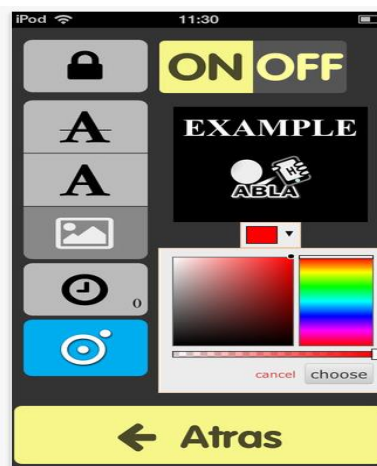 iPod 11:30
ON OFF
A
A
EXAMPLE
ABLA
0
cancel choose
Atras